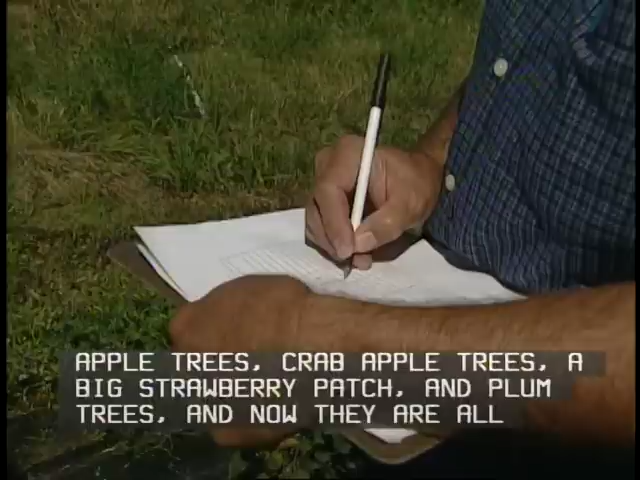 APPLE TREES, CRAB APPLE TREES, A
BIG STRAWBERRY PATCH, AND PLUM
TREES, AND NOW THEY ARE ALL